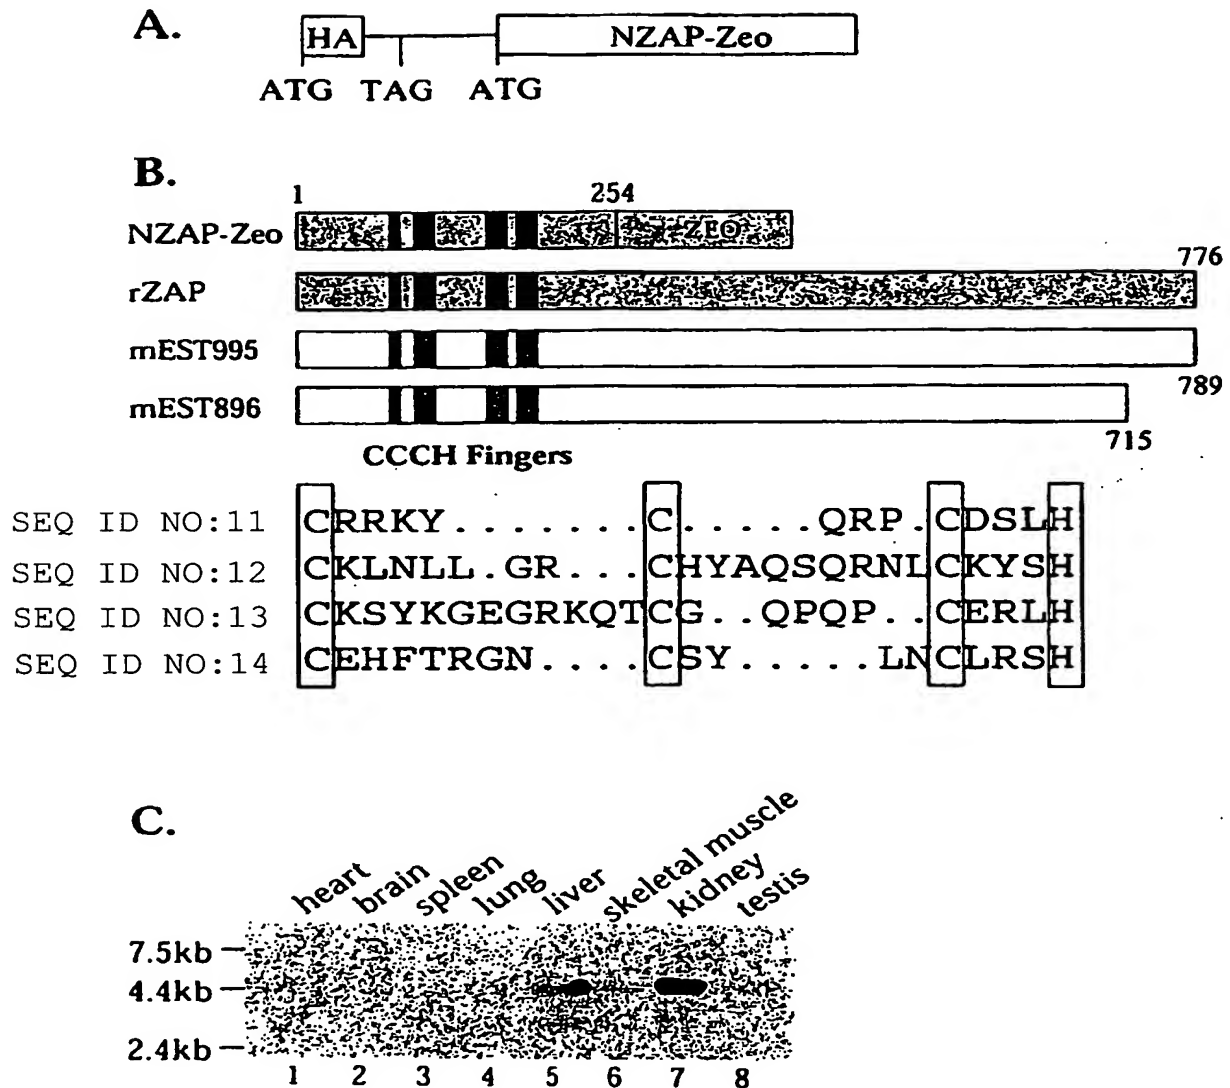 A.
HA NZAP-Zeo
ATG TAG ATG
B.
1 254
NZAP-Zeo ZEO
776
rZAP
mEST995
789
mEST896
715
CCCH Fingers
SEQ ID NO:11 CRRKY.......C.....QRP.CDSLH
SEQ ID NO:12 CKLNLL.GR...CHYAQSQRNLCKYSH
SEQ ID NO:13 CKSYKGEGRKQTCG..QPQP..CERLH
SEQ ID NO:14 CEHFTRGN....CSY.....LNCLRSH
C.
heart brain spleen lung liver skeletal muscle kidney testis
7.5kb
4.4kb
2.4kb
1 2 3 4 5 6 7 8